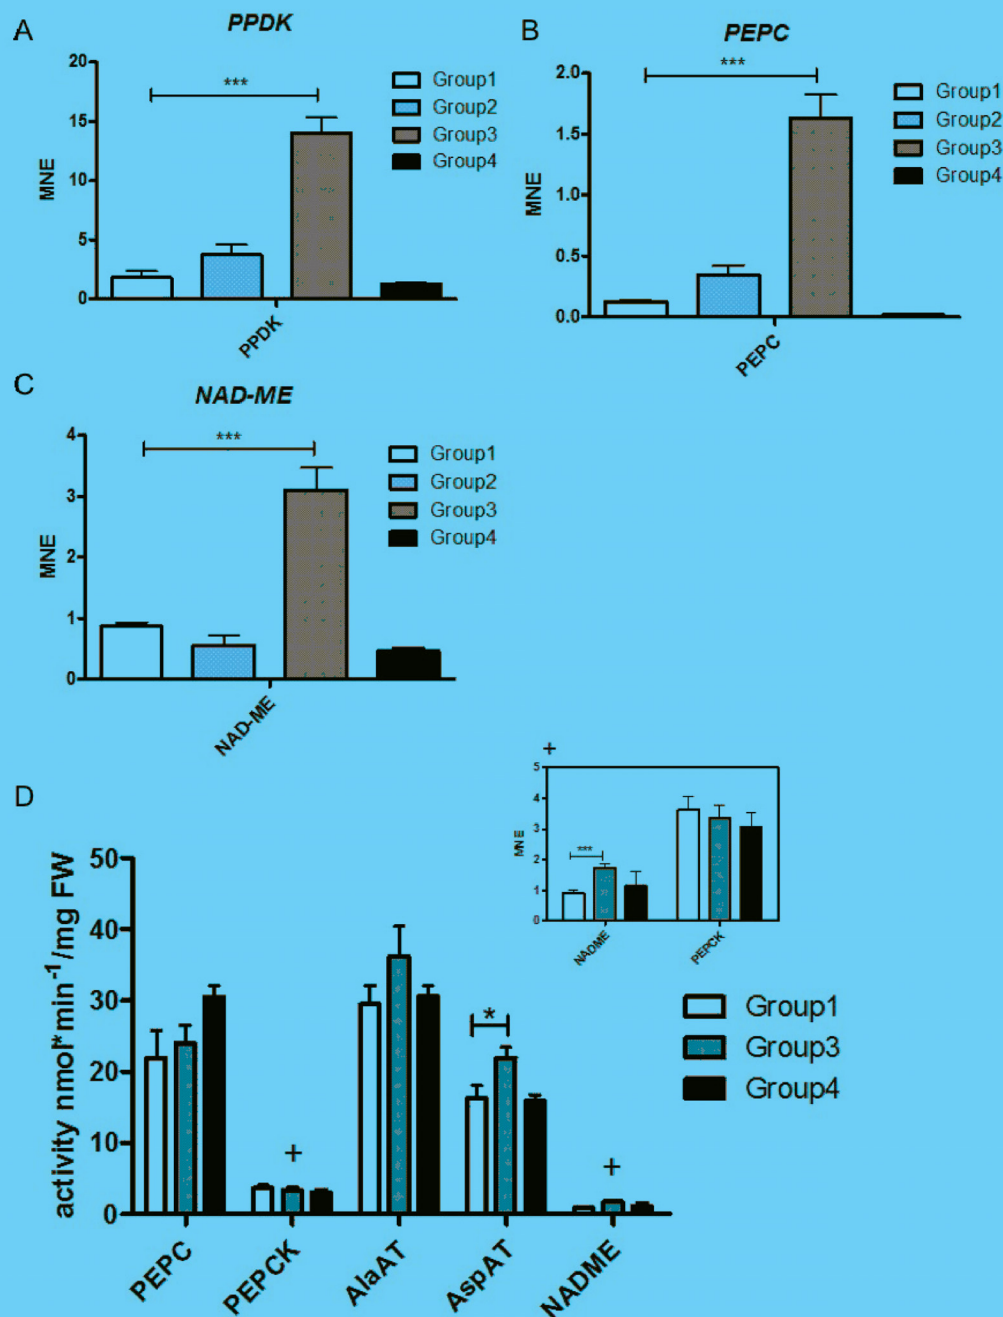 A
PPDK
20
15
10
5
0
MNE
***
PPDK
Group1
Group2
Group3
Group4
B
PEPC
2.0
1.5
1.0
0.5
0.0
MNE
***
PEPC
Group1
Group2
Group3
Group4
C
NAD-ME
4
3
2
1
0
MNE
***
NAD-ME
Group1
Group2
Group3
Group4
D
+
5
4
3
2
1
0
MNE
***
NADME
PEPCK
50
40
30
20
10
0
activity nmol*min-1/mg FW
+
*
+
PEPC
PEPCK
AlaAT
AspAT
NADME
Group1
Group3
Group4